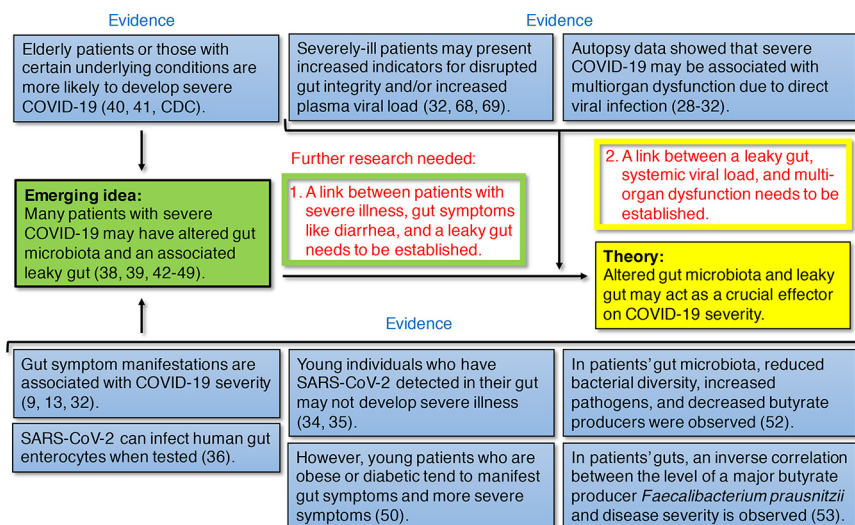 Evidence
Evidence
Elderly patients or those with
certain underlying conditions are
more likely to develop severe
COVID-19 (40, 41, CDC).
Severely-ill patients may present
increased indicators for disrupted
gut integrity and/or increased
plasma viral load (32, 68, 69).
Autopsy data showed that severe
COVID-19 may be associated with
multiorgan dysfunction due to direct
viral infection (28-32).
Further research needed:
1. A link between patients with
severe illness, gut symptoms
like diarrhea, and a leaky gut
needs to be established.
2. A link between a leaky gut,
systemic viral load, and multi-
organ dysfunction needs to be
established.
Emerging idea:
Many patients with severe
COVID-19 may have altered gut
microbiota and an associated
leaky gut (38, 39, 42-49).
Theory:
Altered gut microbiota and leaky
gut may act as a crucial effector
on COVID-19 severity.
Evidence
Gut symptom manifestations are
associated with COVID-19 severity
(9, 13, 32).
SARS-CoV-2 can infect human gut
enterocytes when tested (36).
Young individuals who have
SARS-CoV-2 detected in their gut
may not develop severe illness
(34, 35).
However, young patients who are
obese or diabetic tend to manifest
gut symptoms and more severe
symptoms (50).
In patients' gut microbiota, reduced
bacterial diversity, increased
pathogens, and decreased butyrate
producers were observed (52).
In patients' guts, an inverse correlation
between the level of a major butyrate
producer Faecalibacterium prausnitzii
and disease severity is observed (53).